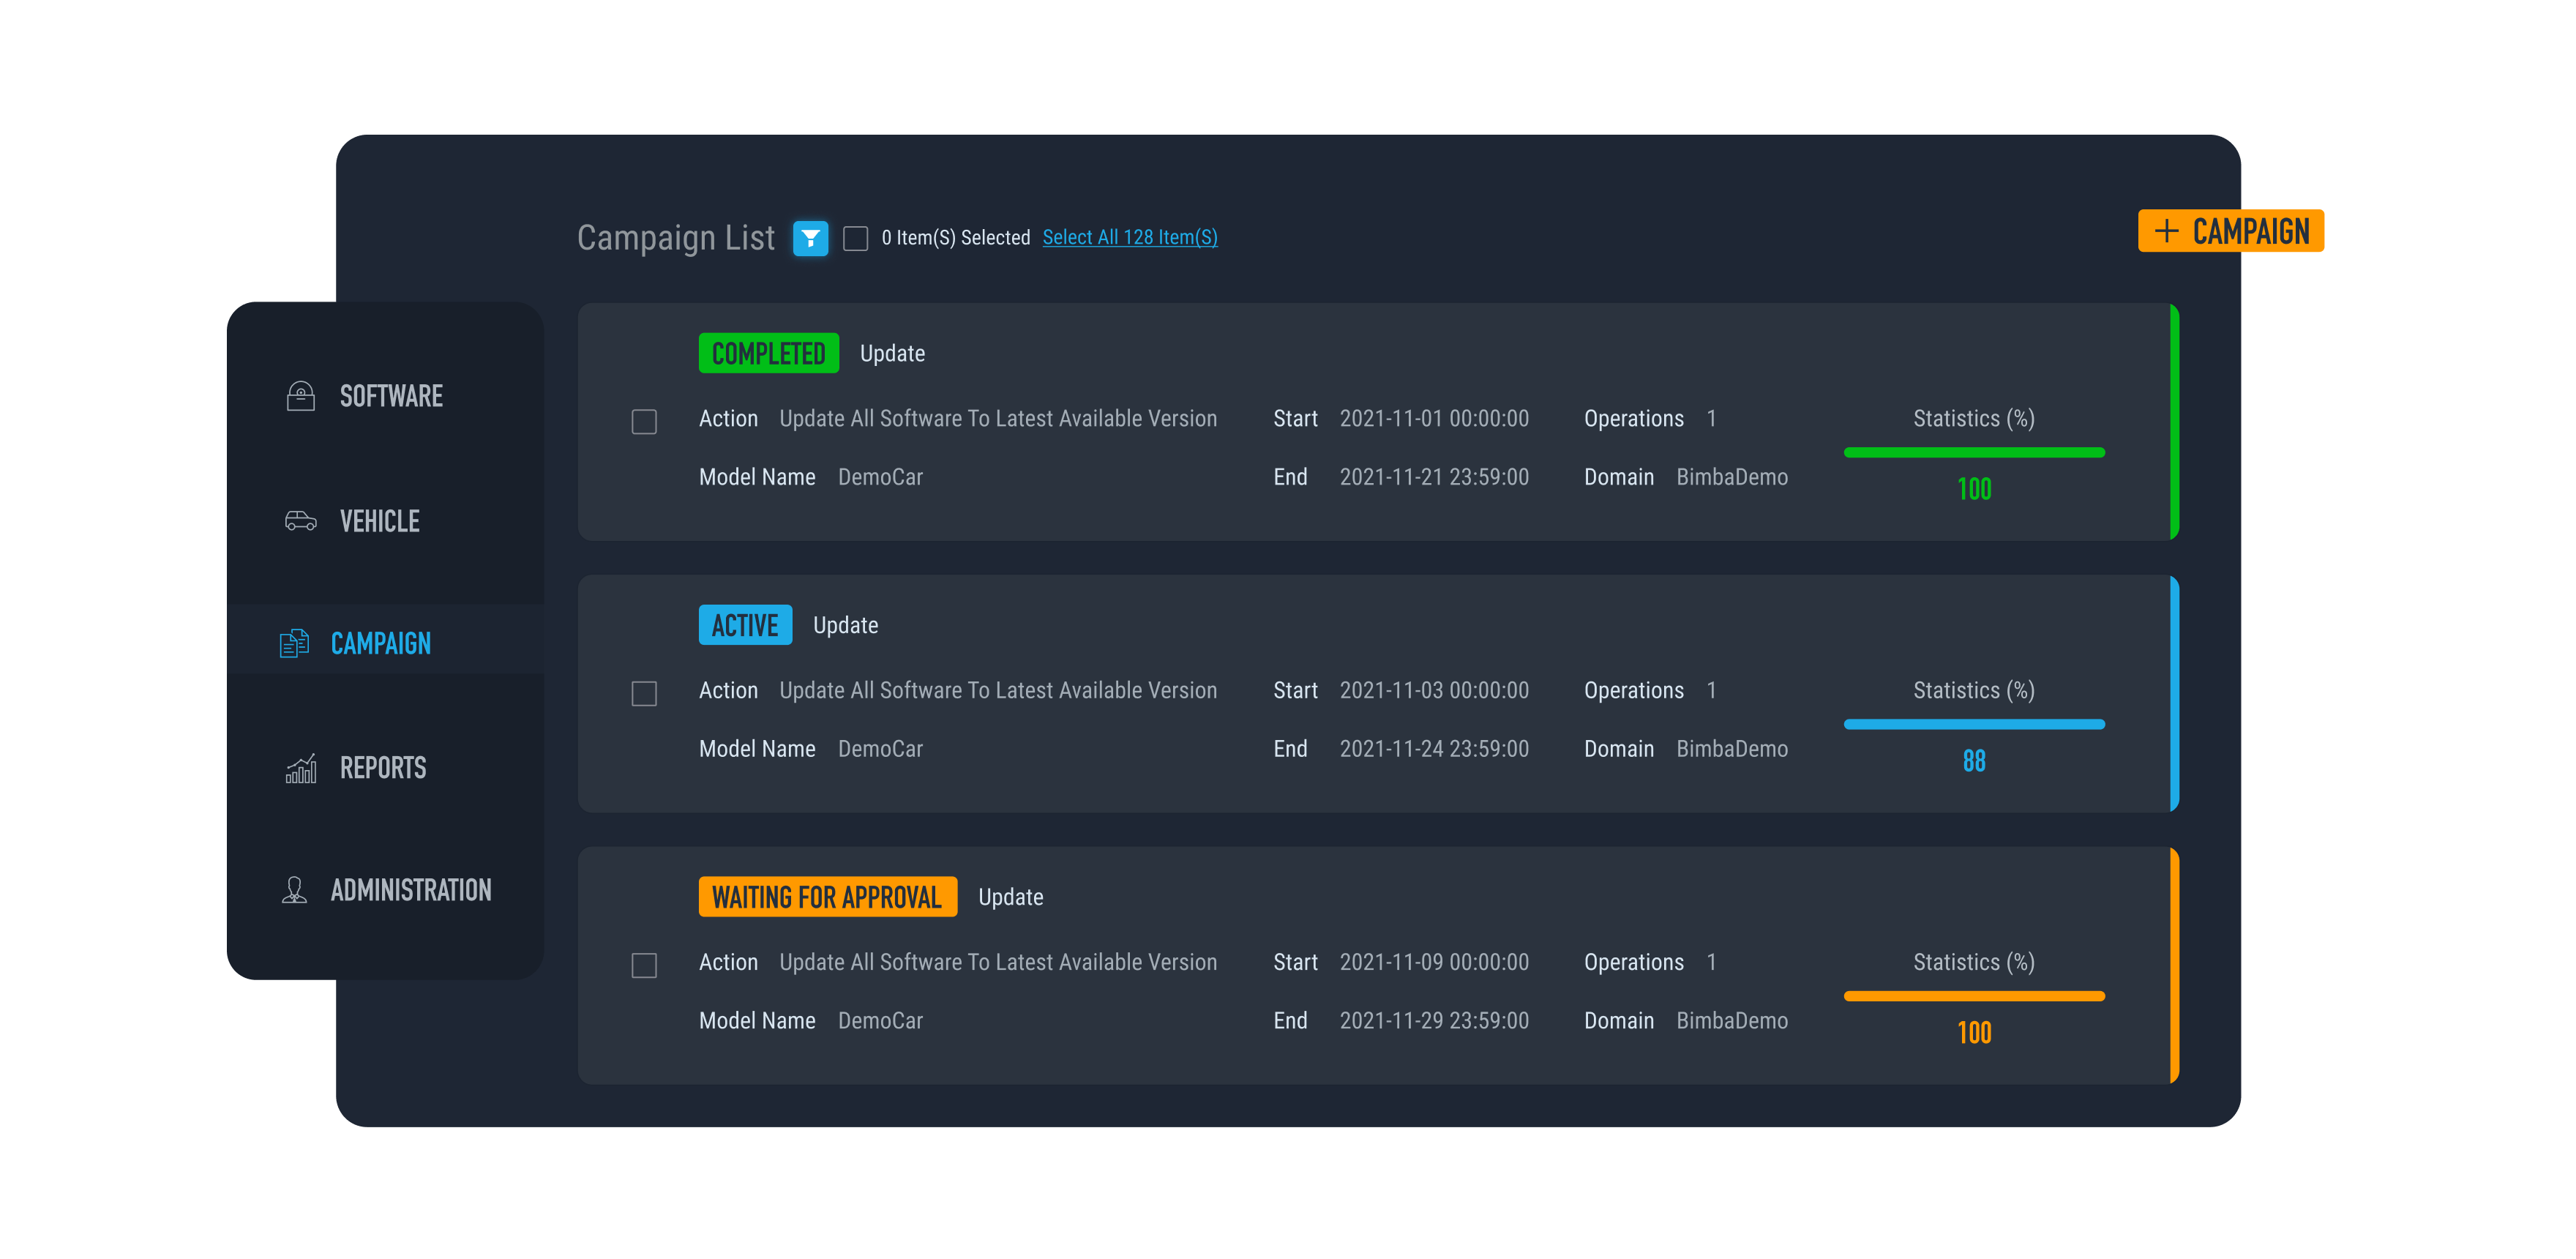 Campaign List 0 Item(S) Selected Select All 128 Item(S)
+ CAMPAIGN
SOFTWARE
VEHICLE
CAMPAIGN
REPORTS
ADMINISTRATION
COMPLETED Update
Action Update All Software To Latest Available Version Start 2021-11-01 00:00:00 Operations 1 Statistics (%)
Model Name DemoCar End 2021-11-21 23:59:00 Domain BimbaDemo 100
ACTIVE Update
Action Update All Software To Latest Available Version Start 2021-11-03 00:00:00 Operations 1 Statistics (%)
Model Name DemoCar End 2021-11-24 23:59:00 Domain BimbaDemo 88
WAITING FOR APPROVAL Update
Action Update All Software To Latest Available Version Start 2021-11-09 00:00:00 Operations 1 Statistics (%)
Model Name DemoCar End 2021-11-29 23:59:00 Domain BimbaDemo 100